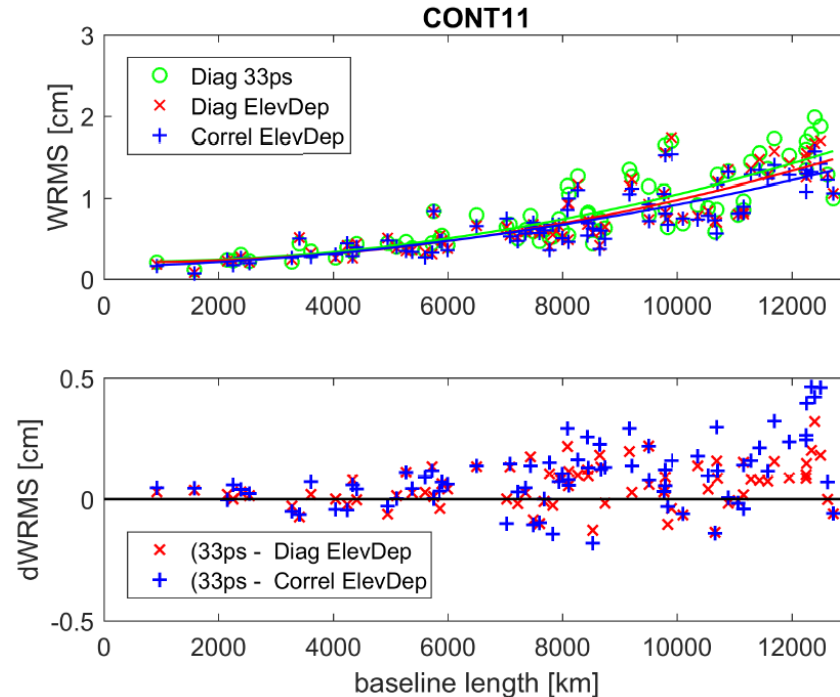 CONT11
3
2
1
0
WRMS [cm]
Diag 33ps
Diag ElevDep
Correl ElevDep
0 2000 4000 6000 8000 10000 12000
0.5
0
-0.5
dWRMS [cm]
(33ps - Diag ElevDep
(33ps - Correl ElevDep
0 2000 4000 6000 8000 10000 12000
baseline length [km]